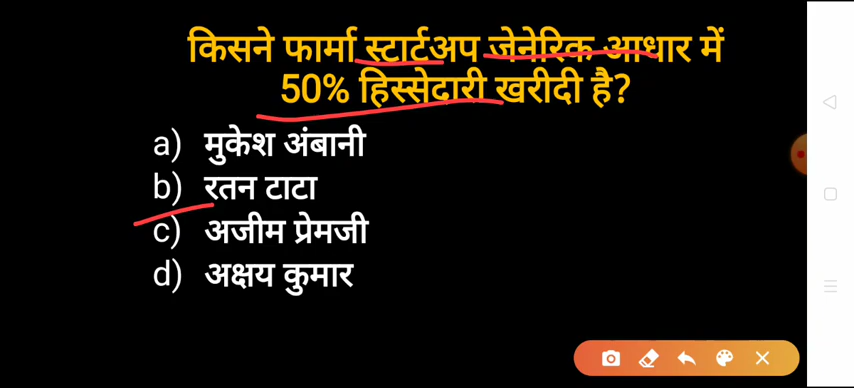 किसने फार्मा स्टार्टअप जेनेरिक आधार में
50% हिस्सेदारी खरीदी है?
a) मुकेश अंबानी
b) रतन टाटा
c) अजीम प्रेमजी
d) अक्षय कुमार